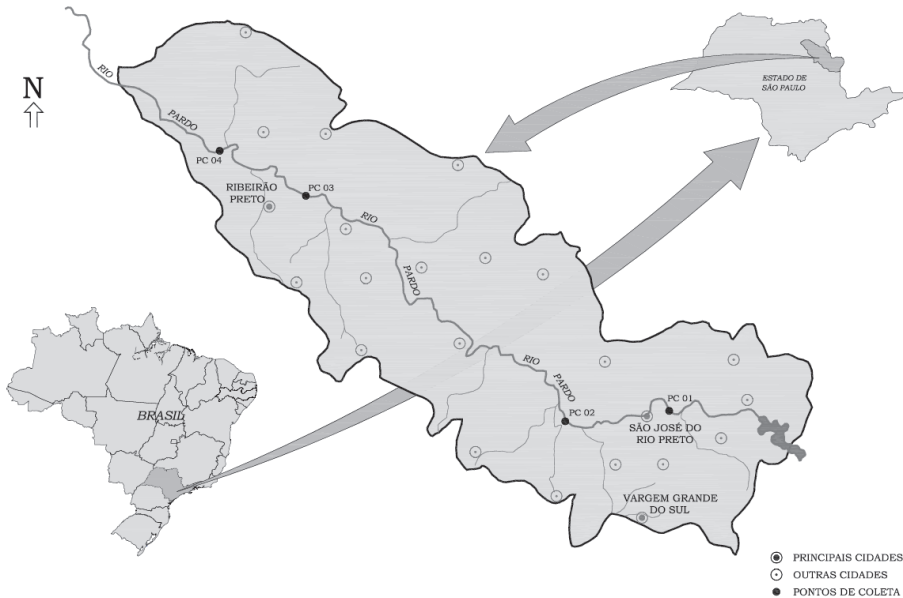 N
RIO
PARDO
PC 04
RIBEIRÃO
PRETO
PC 03
RIO
PARDO
RIO
PARDO
PC 02
PC 01
SÃO JOSÉ DO
RIO PRETO
VARGEM GRANDE
DO SUL
ESTADO DE
SÃO PAULO
BRASIL
PRINCIPAIS CIDADES
OUTRAS CIDADES
PONTOS DE COLETA